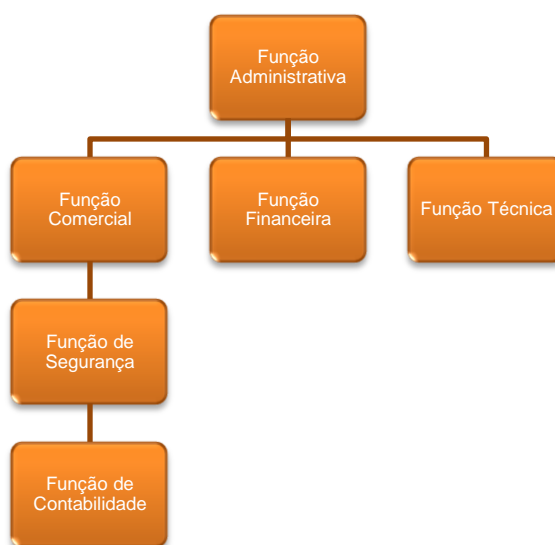 Função
Administrativa
Função
Comercial
Função
Financeira
Função Técnica
Função de
Segurança
Função de
Contabilidade